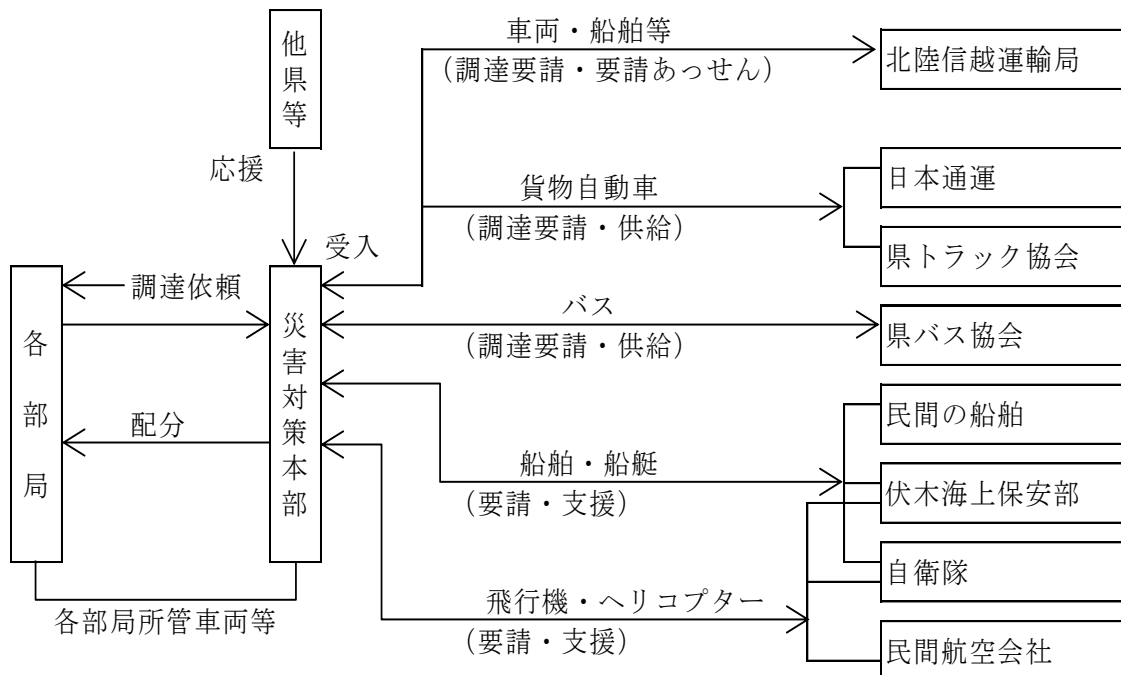 他県等
車両・船舶等
(調達要請・要請あっせん)
北陸信越運輸局
応援
貨物自動車
(調達要請・供給)
日本通運
県トラック協会
受入
調達依頼
各部局
災害対策本部
バス
(調達要請・供給)
県バス協会
配分
民間の船舶
船舶・船艇
(要請・支援)
伏木海上保安部
自衛隊
各部局所管車両等
飛行機・ヘリコプター
(要請・支援)
民間航空会社